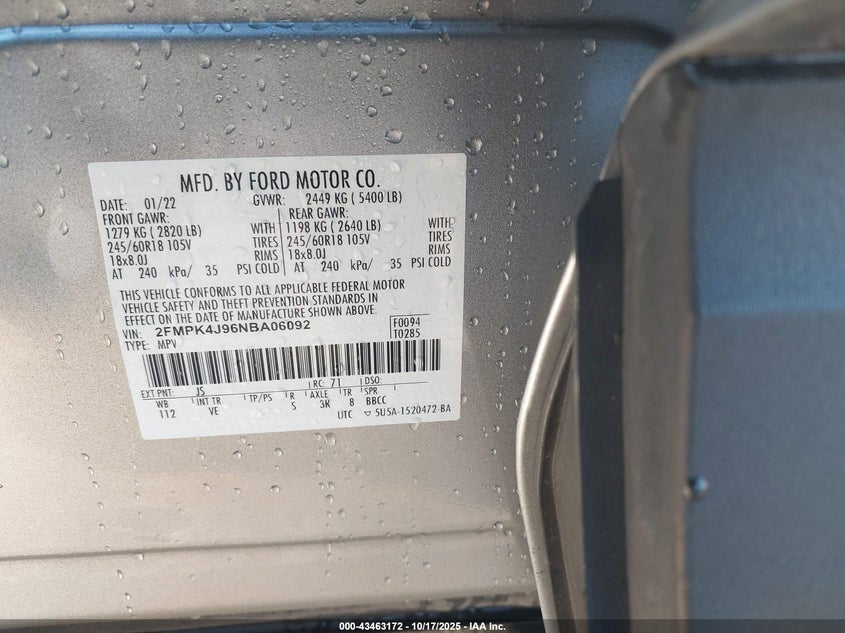 MFD. BY FORD MOTOR CO.
DATE: 01/22 GVWR: 2449 KG ( 5400 LB)
FRONT GAWR: REAR GAWR:
1279 KG ( 2820 LB) WITH 1198 KG ( 2640 LB) WITH
245/60R18 105V TIRES 245/60R18 105V TIRES
18x8.0J RIMS 18x8.0J RIMS
AT 240 kPa/ 35 PSI COLD AT 240 kPa/ 35 PSI COLD
THIS VEHICLE CONFORMS TO ALL APPLICABLE FEDERAL MOTOR
VEHICLE SAFETY AND THEFT PREVENTION STANDARDS IN
EFFECT ON THE DATE OF MANUFACTURE SHOWN ABOVE.
VIN: 2FMPK4J96NBA06092 F0094
TYPE: MPV T0285
EXT PNT: JS RC: 71 DSO:
WB INT TR TP/PS R AXLE TR SPR
112 VE S 3K B BBCC
UTC ▽ 5U5A-1520472-BA
000-43463172 - 10/17/2025 - IAA Inc.